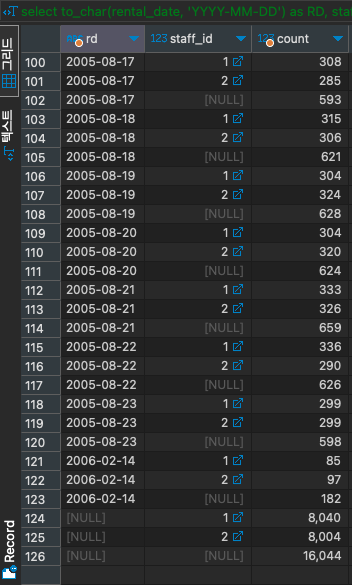 select to_char(rental_date, 'YYYY-MM-DD') as RD, sta
그리드
텍스트
Record
rd 123 staff_id 123 count
100 2005-08-17 1 308
101 2005-08-17 2 285
102 2005-08-17 [NULL] 593
103 2005-08-18 1 315
104 2005-08-18 2 306
105 2005-08-18 [NULL] 621
106 2005-08-19 1 304
107 2005-08-19 2 324
108 2005-08-19 [NULL] 628
109 2005-08-20 1 304
110 2005-08-20 2 320
111 2005-08-20 [NULL] 624
112 2005-08-21 1 333
113 2005-08-21 2 326
114 2005-08-21 [NULL] 659
115 2005-08-22 1 336
116 2005-08-22 2 290
117 2005-08-22 [NULL] 626
118 2005-08-23 1 299
119 2005-08-23 2 299
120 2005-08-23 [NULL] 598
121 2006-02-14 1 85
122 2006-02-14 2 97
123 2006-02-14 [NULL] 182
124 [NULL] 1 8,040
125 [NULL] 2 8,004
126 [NULL] [NULL] 16,044